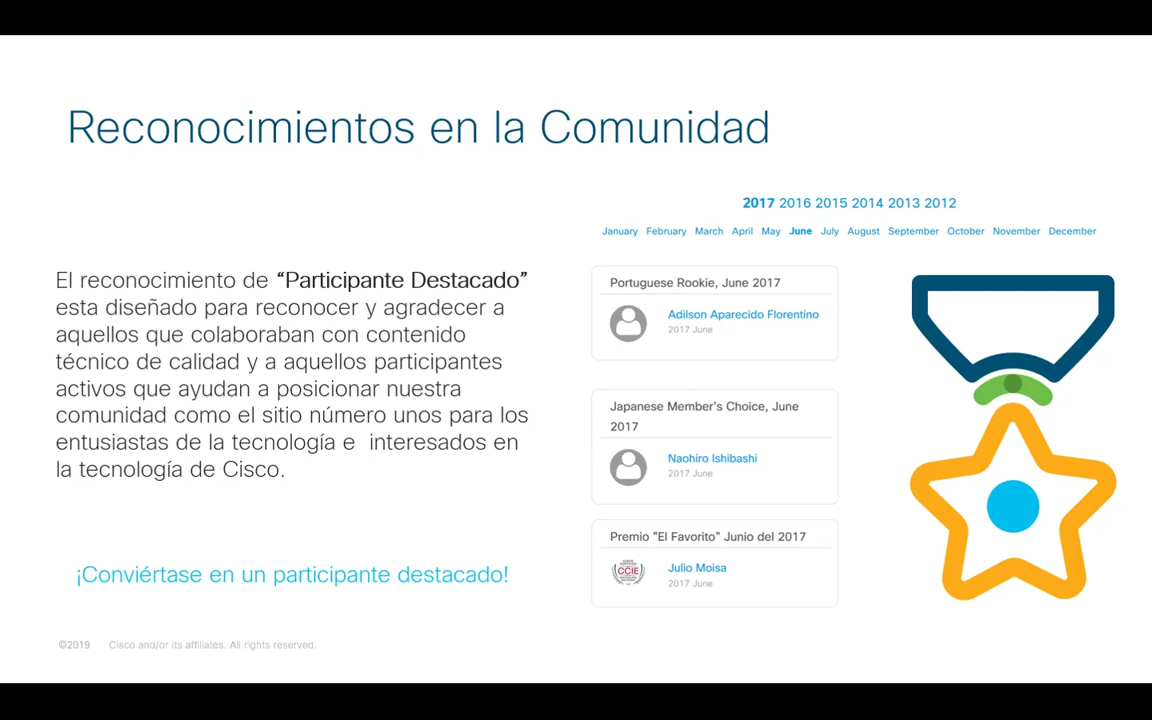 Reconocimientos en la Comunidad
El reconocimiento de “Participante Destacado”
esta diseñado para reconocer y agradecer a
aquellos que colaboraban con contenido
técnico de calidad y a aquellos participantes
activos que ayudan a posicionar nuestra
comunidad como el sitio número unos para los
entusiastas de la tecnología e interesados en
la tecnología de Cisco.
¡Conviértase en un participante destacado!
2017 2016 2015 2014 2013 2012
January February March April May June July August September October November December
Portuguese Rookie, June 2017
Adilson Aparecido Florentino
2017 June
Japanese Member's Choice, June
2017
Naohiro Ishibashi
2017 June
Premio "El Favorito" Junio del 2017
CCIE
Julio Moisa
2017 June
©2019 Cisco and/or its affiliates. All rights reserved.